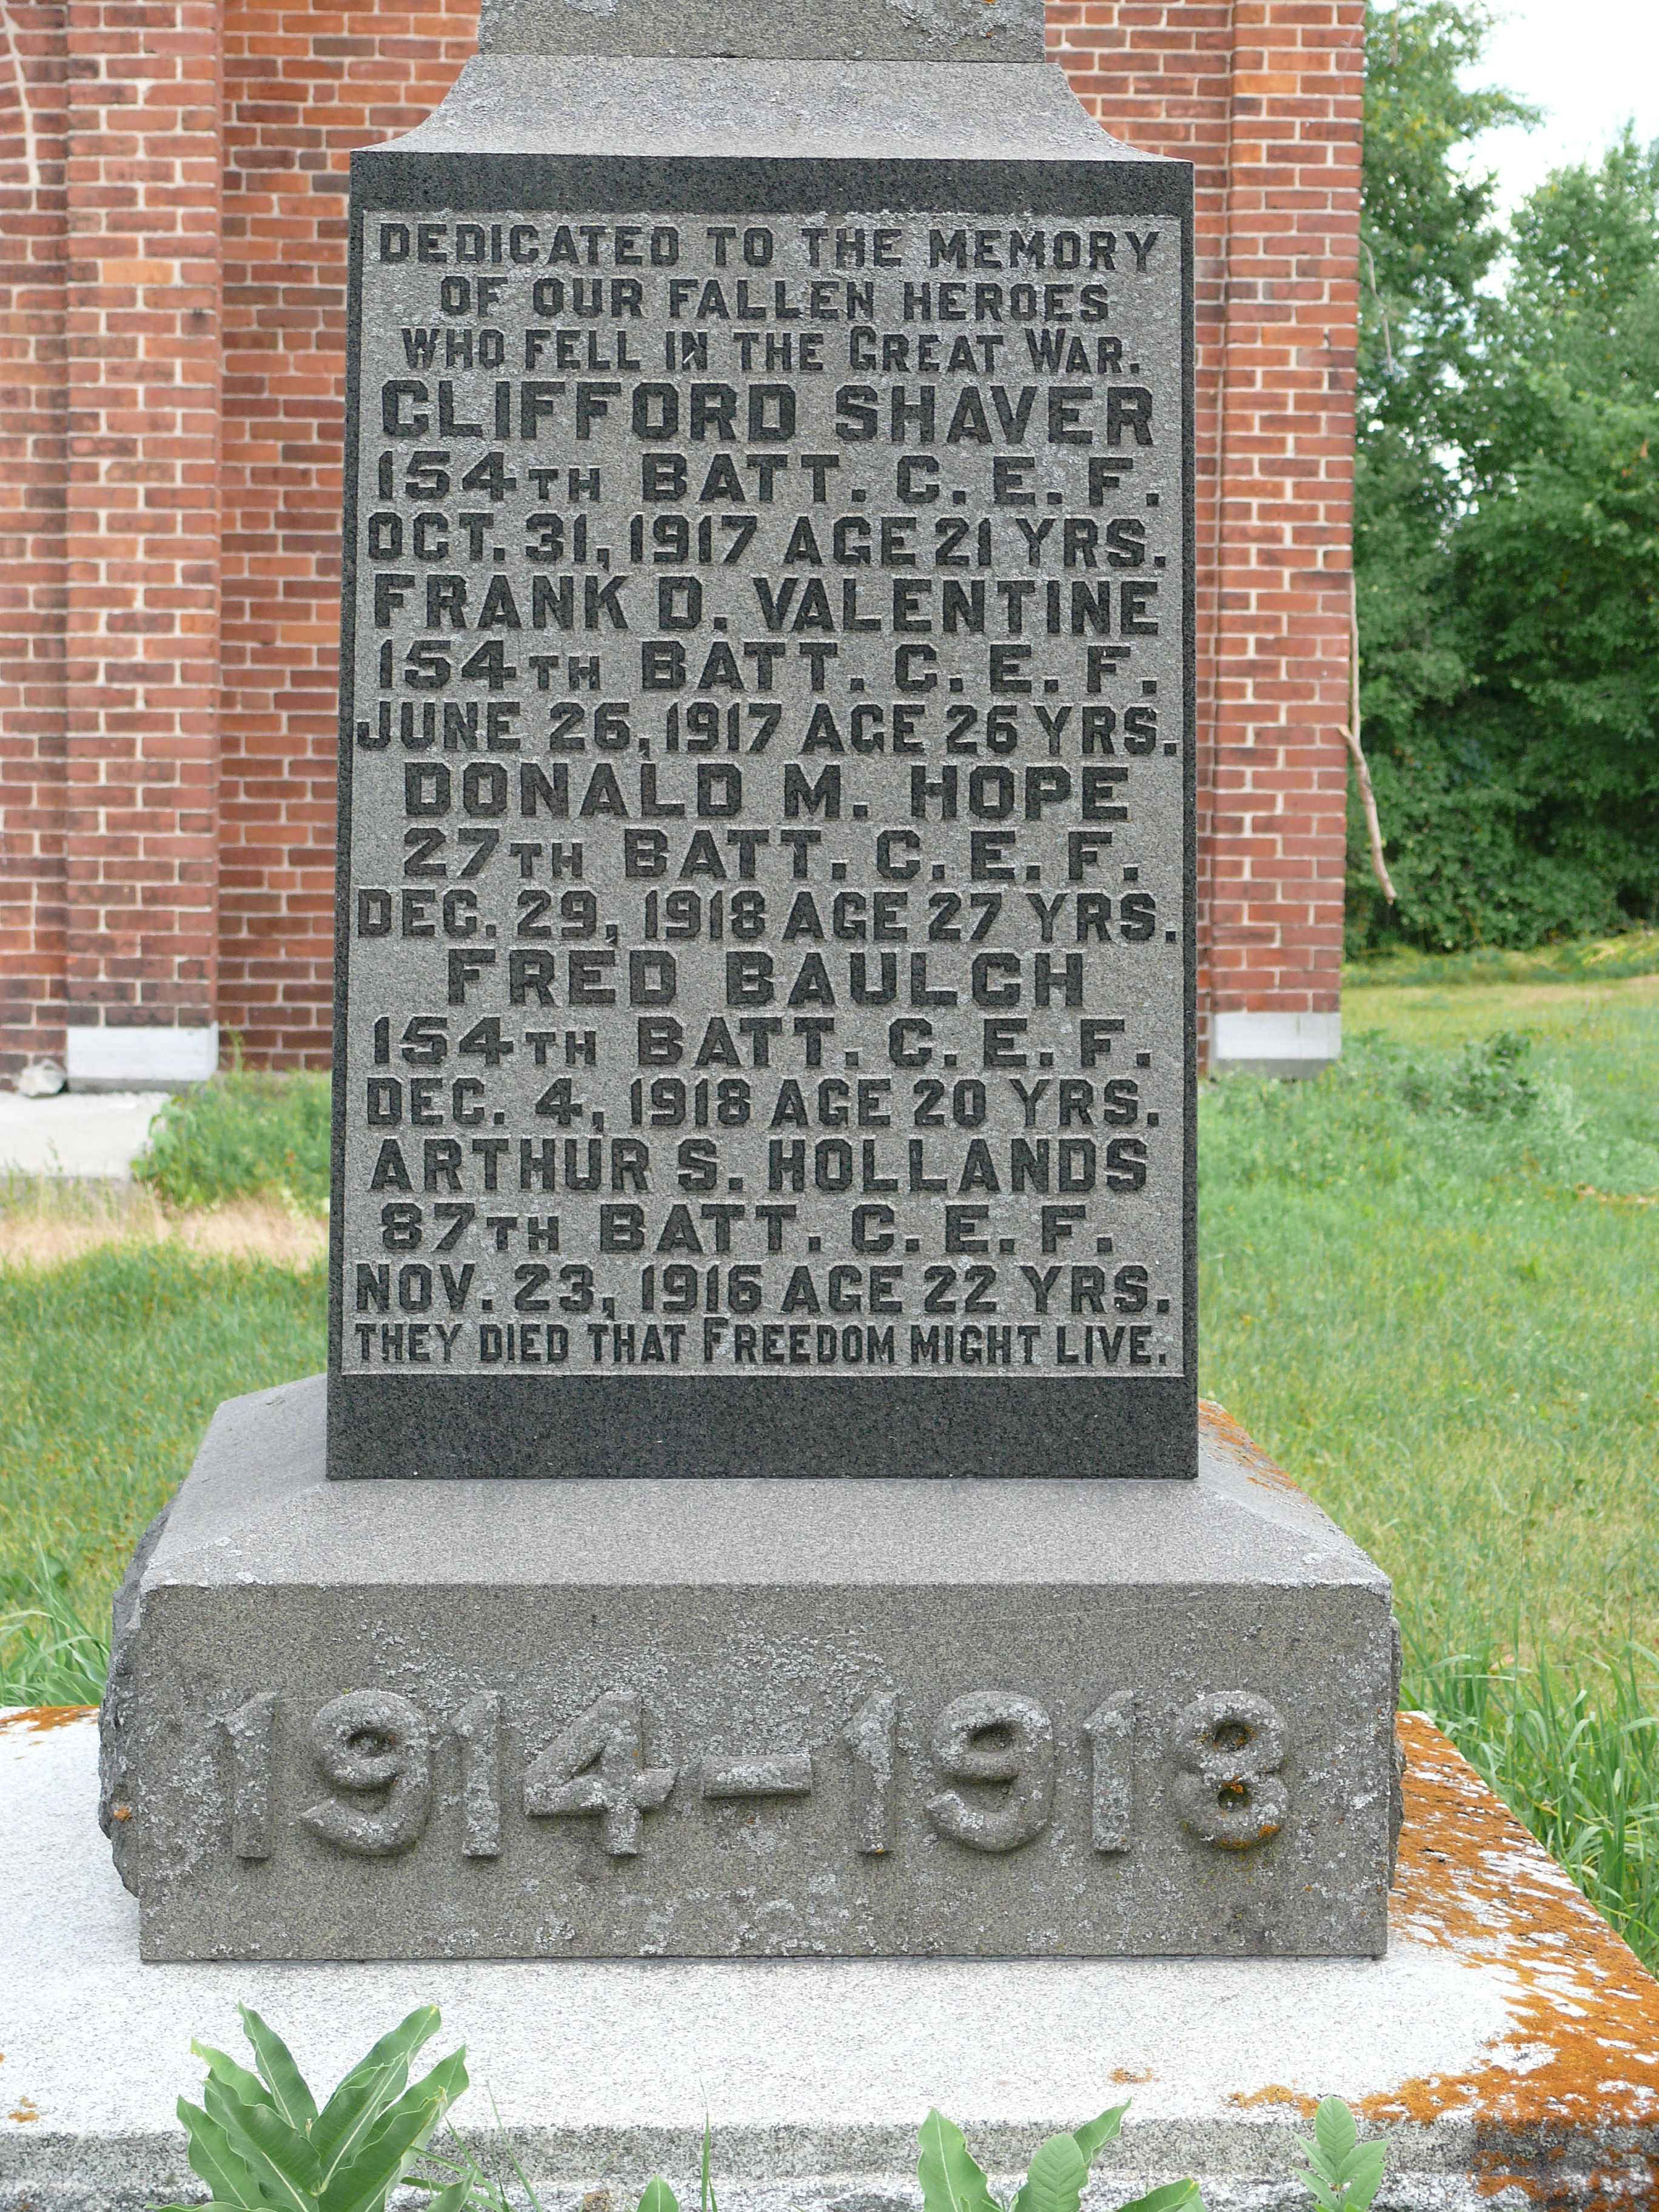 DEDICATED TO THE MEMORY
OF OUR FALLEN HEROES
WHO FELL IN THE GREAT WAR.
CLIFFORD SHAVER
154TH BATT. C. E. F.
OCT. 31, 1917 AGE 21 YRS.
FRANK D. VALENTINE
154TH BATT. C. E. F.
JUNE 26, 1917 AGE 26 YRS.
DONALD M. HOPE
27TH BATT. C. E. F.
DEC. 29, 1918 AGE 27 YRS.
FRED BAULCH
154TH BATT. C. E. F.
DEC. 4, 1918 AGE 20 YRS.
ARTHUR S. HOLLANDS
87TH BATT. C. E. F.
NOV. 23, 1916 AGE 22 YRS.
THEY DIED THAT FREEDOM MIGHT LIVE.
1914-1918